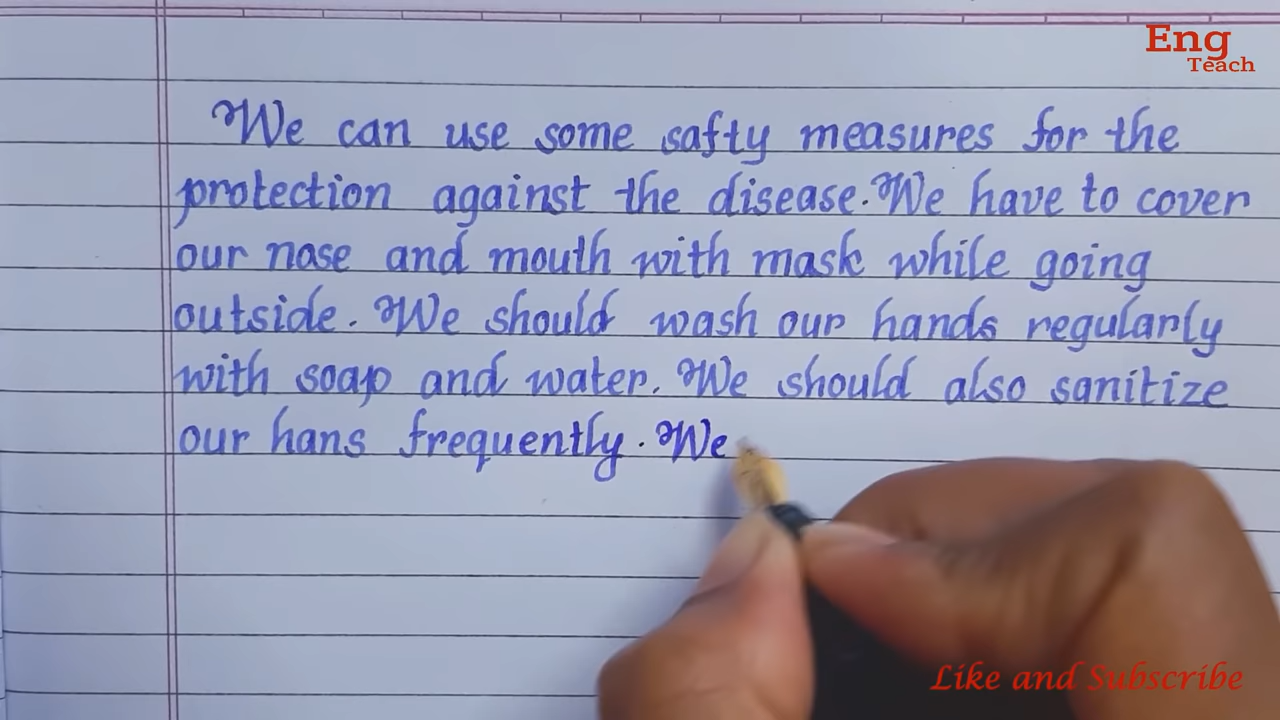 Eng
Teach
We can use some safty measures for the
protection against the disease. We have to cover
our nose and mouth with mask while going
outside. We should wash our hands regularly
with soap and water. We should also sanitize
our hans frequently. We
Like and Subscribe